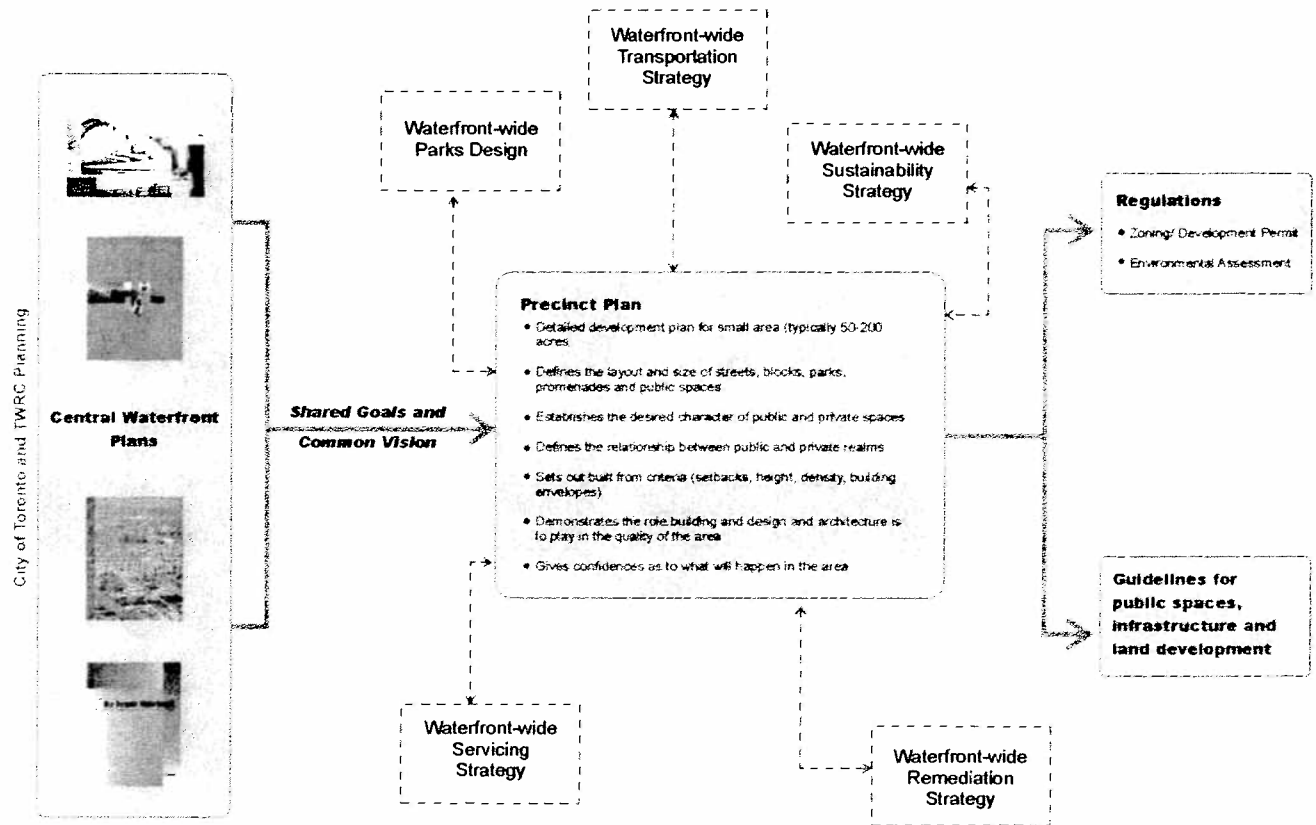 City of Toronto and TWRC Planning
Central Waterfront
Plans
Shared Goals and
Common Vision
Waterfront-wide
Parks Design
Waterfront-wide
Transportation
Strategy
Waterfront-wide
Sustainability
Strategy
Precinct Plan
• Detailed development plan for small area (typically 50-200
acres
• Defines the layout and size of streets, blocks, parks,
promenades and public spaces
• Establishes the desired character of public and private spaces
• Defines the relationship between public and private realms
• Sets out built from criteria (setbacks, height, density, building
envelopes)
• Demonstrates the role building and design and architecture is
to play in the quality of the area
• Gives confidences as to what will happen in the area
Waterfront-wide
Servicing
Strategy
Waterfront-wide
Remediation
Strategy
Regulations
• Zoning/ Development Permit
• Environmental Assessment
Guidelines for
public spaces,
infrastructure and
land development